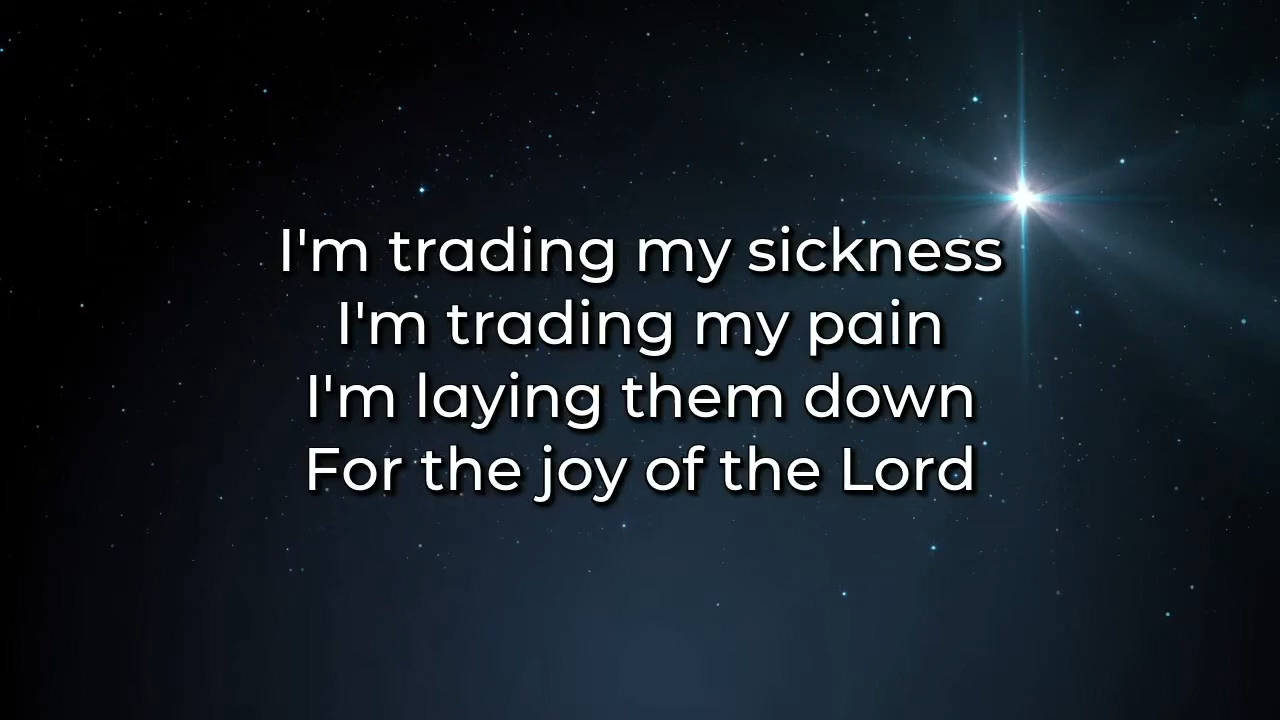 I'm trading my sickness
I'm trading my pain
I'm laying them down
For the joy of the Lord